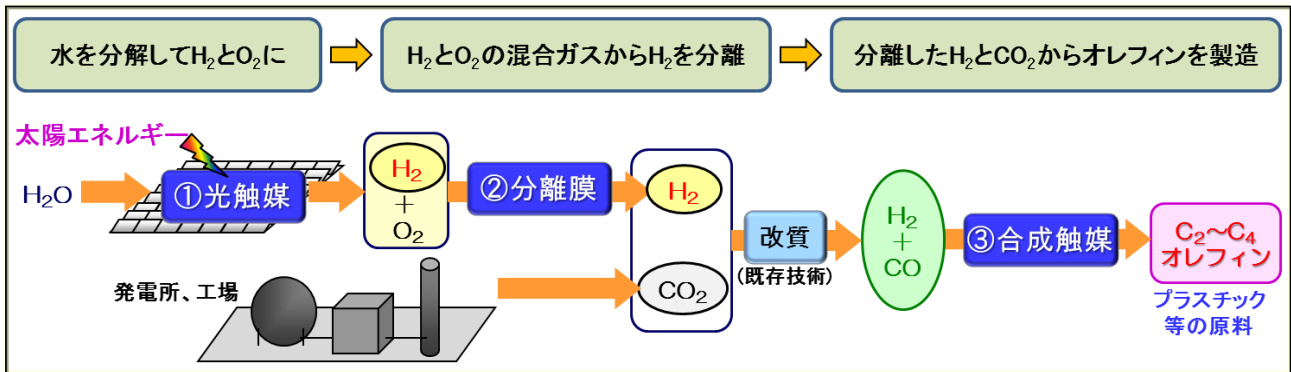 水を分解してH₂とO₂に
H₂とO₂の混合ガスからH₂を分離
分離したH₂とCO₂からオレフィンを製造
太陽エネルギー
H₂O
①光触媒
H₂
+
O₂
②分離膜
H₂
発電所、工場
CO₂
改質
(既存技術)
H₂
+
CO
③合成触媒
C₂～C₄
オレフィン
プラスチック
等の原料